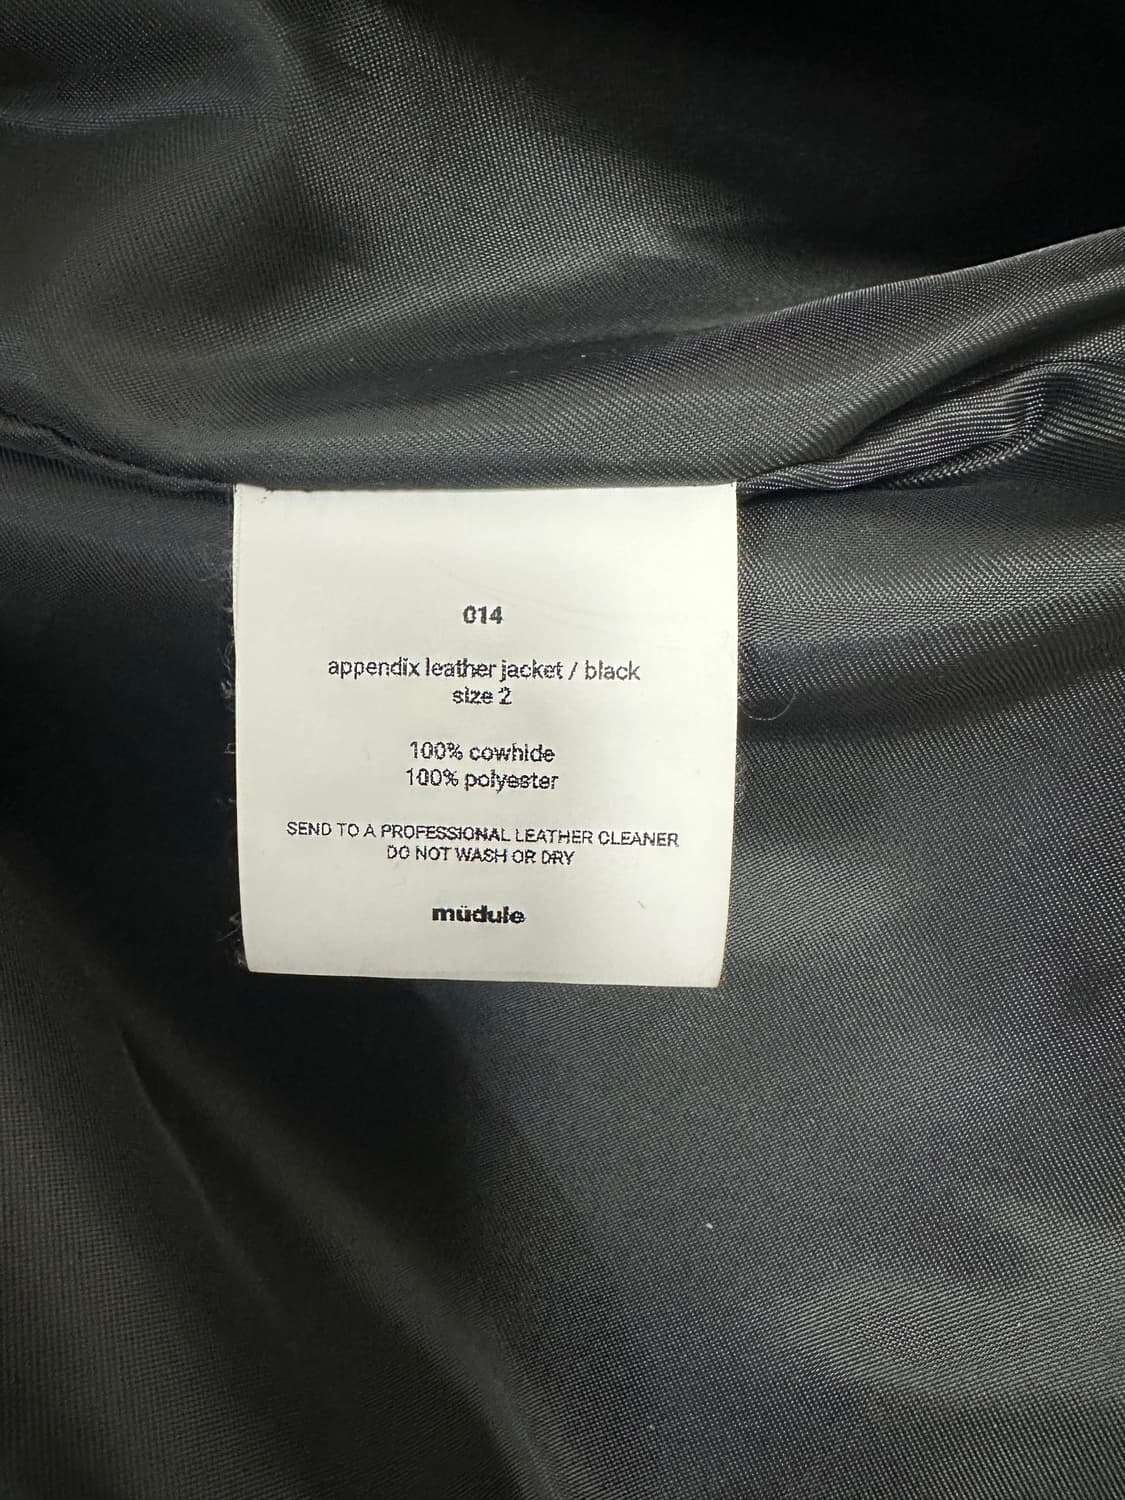 014
appendix leather jacket / black
size 2
100% cowhide
100% polyester
SEND TO A PROFESSIONAL LEATHER CLEANER
DO NOT WASH OR DRY
müdule